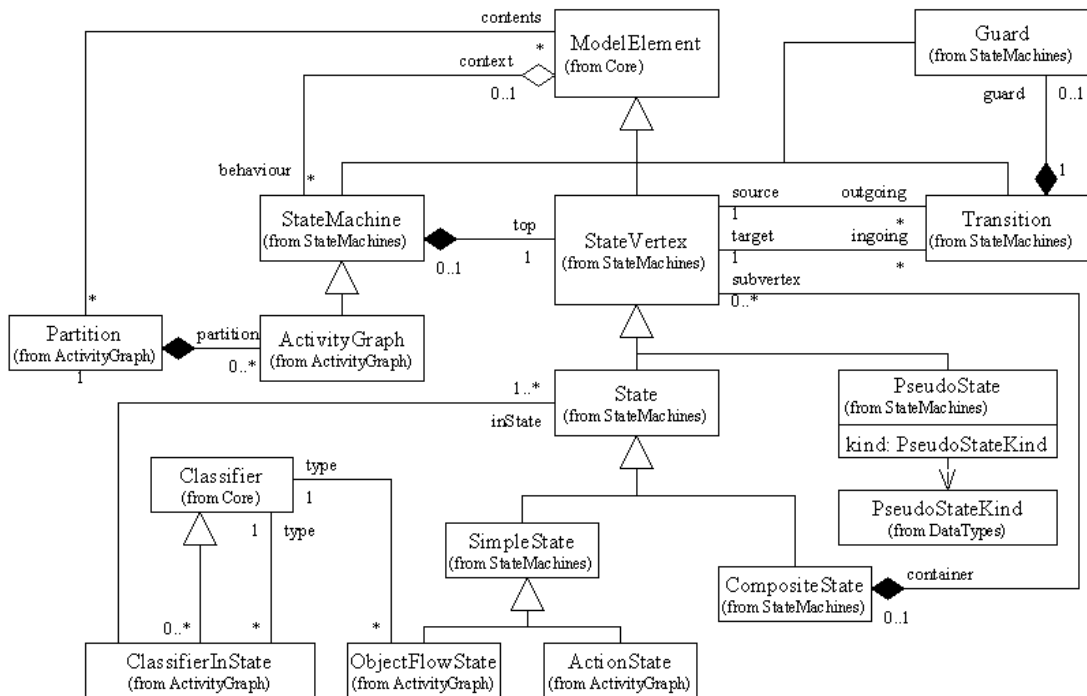 contents
*
ModelElement
(from Core)
context
0..1
Guard
(from StateMachines)
guard
0..1
behaviour
*
1
StateMachine
(from StateMachines)
top
0..1
1
StateVertex
(from StateMachines)
source
outgoing
1
*
target
ingoing
1
*
subvertex
0..*
Transition
(from StateMachines)
*
Partition
(from ActivityGraph)
1
partition
0..*
ActivityGraph
(from ActivityGraph)
1..*
inState
State
(from StateMachines)
PseudoState
(from StateMachines)
kind: PseudoStateKind
Classifier
(from Core)
type
1
1
type
PseudoStateKind
(from DataTypes)
SimpleState
(from StateMachines)
CompositeState
(from StateMachines)
container
0..1
0..*
*
*
ClassifierInState
(from ActivityGraph)
ObjectFlowState
(from ActivityGraph)
ActionState
(from ActivityGraph)